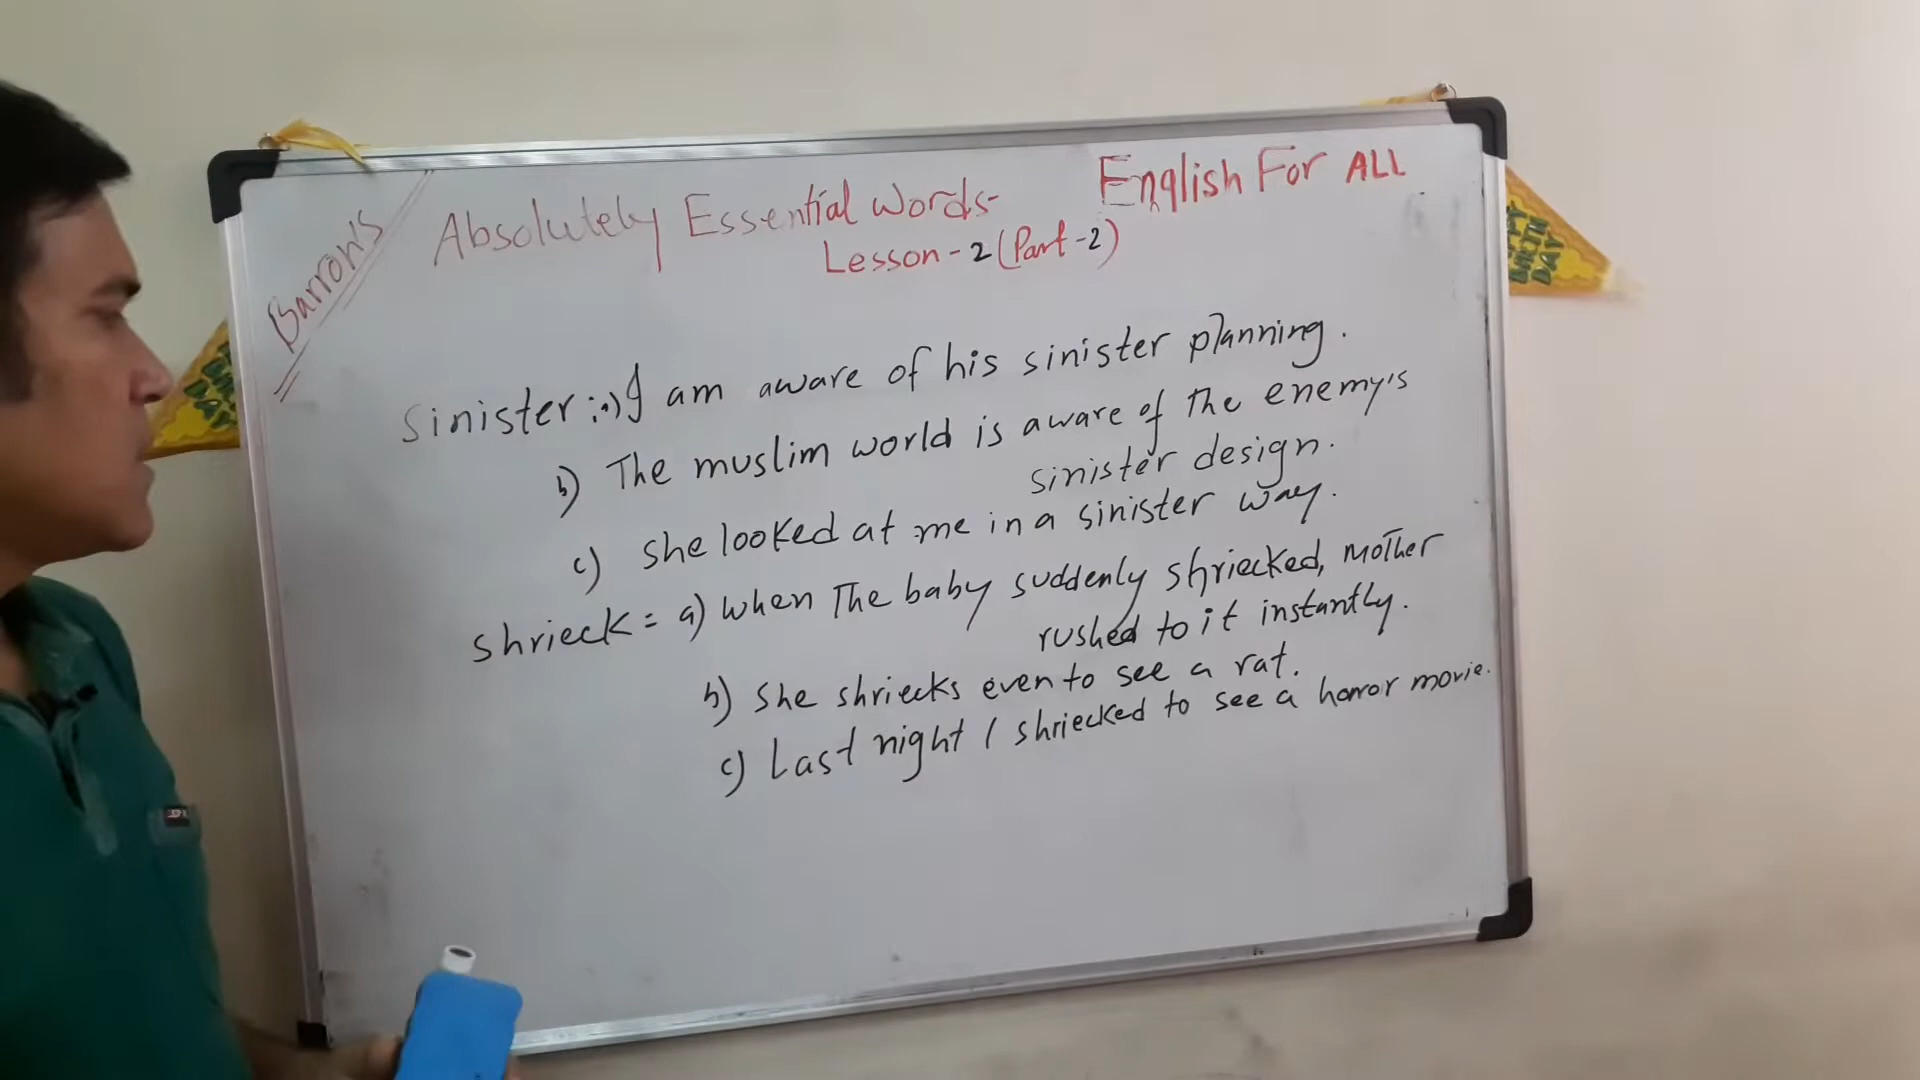 Barron's
Absolutely Essential Words-
English For ALL
Lesson-2 (Part-2)
Sinister: a) I am aware of his sinister planning.
b) The muslim world is aware of the enemy's
sinister design.
c) She looked at me in a sinister way.
shrieck = a) When The baby suddenly shriecked, mother
rushed to it instantly.
b) She shriecks even to see a rat.
c) Last night I shriecked to see a horror movie.
DAY